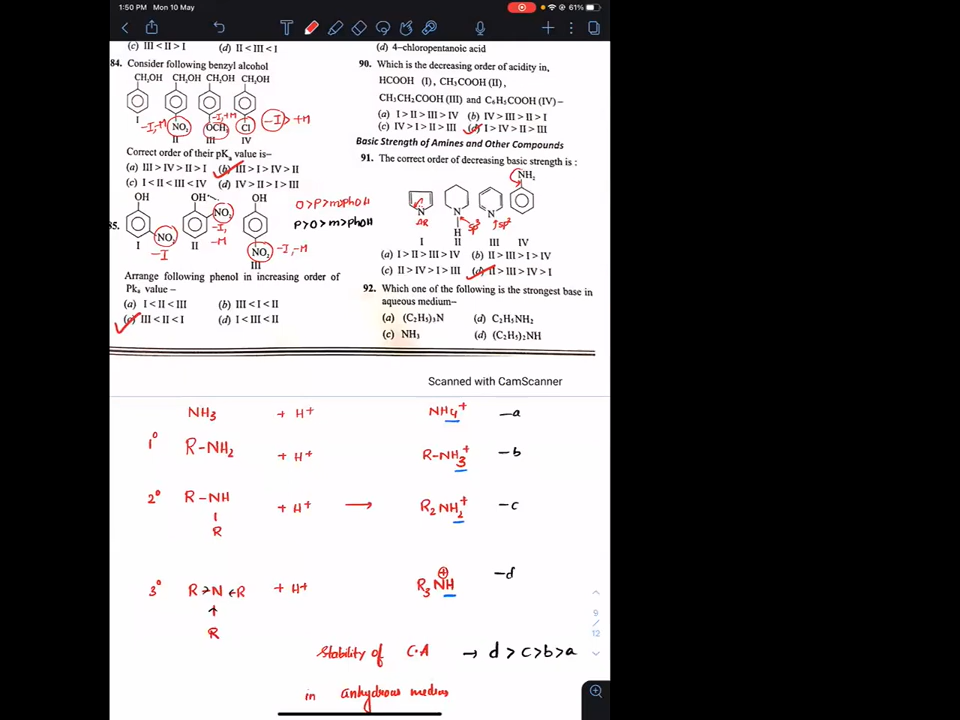 1:50 PM Mon 10 May
61%
(c) III < II > I
(d) II < III < I
84. Consider following benzyl alcohol
CH₂OH CH₂OH CH₂OH CH₂OH
-I, -M NO₂ -I, +M OCH₃ Cl -I > +M
I II III IV
Correct order of their pKₐ value is–
(a) III > IV > II > I (b) III > I > IV > II
(c) I < II < III < IV (d) IV > II > I > III
OH OH OH
O > P > m > PhOH
P > O > m > PhOH
85.
NO₂ -I
NO₂ -I, -M
NO₂ -I, -M
I II III
Arrange following phenol in increasing order of
Pkₐ value –
(a) I < II < III (b) III < I < II
(c) III < II < I (d) I < III < II
(d) 4–chloropentanoic acid
90. Which is the decreasing order of acidity in,
HCOOH (I), CH₃COOH (II),
CH₃CH₂COOH (III) and C₆H₅COOH (IV)–
(a) I > II > III > IV (b) IV > III > II > I
(c) IV > I > II > III (d) I > IV > II > III
Basic Strength of Amines and Other Compounds
91. The correct order of decreasing basic strength is :
NH₂
N N N
H
AR sp³ sp²
I II III IV
(a) I > II > III > IV (b) II > III > I > IV
(c) II > IV > I > III (d) II > III > IV > I
92. Which one of the following is the strongest base in
aqueous medium–
(a) (C₂H₅)₃N (d) C₂H₅NH₂
(c) NH₃ (d) (C₂H₅)₂NH
Scanned with CamScanner
NH₃ + H⁺ NH₄⁺ –a
1° R-NH₂ + H⁺ R-NH₃⁺ –b
2° R-NH + H⁺ → R₂NH₂⁺ –c
R
3° R N R + H⁺ R₃NH⊕ –d
R
Stability of C.A → d > c > b > a
in anhydrous
9
/
12